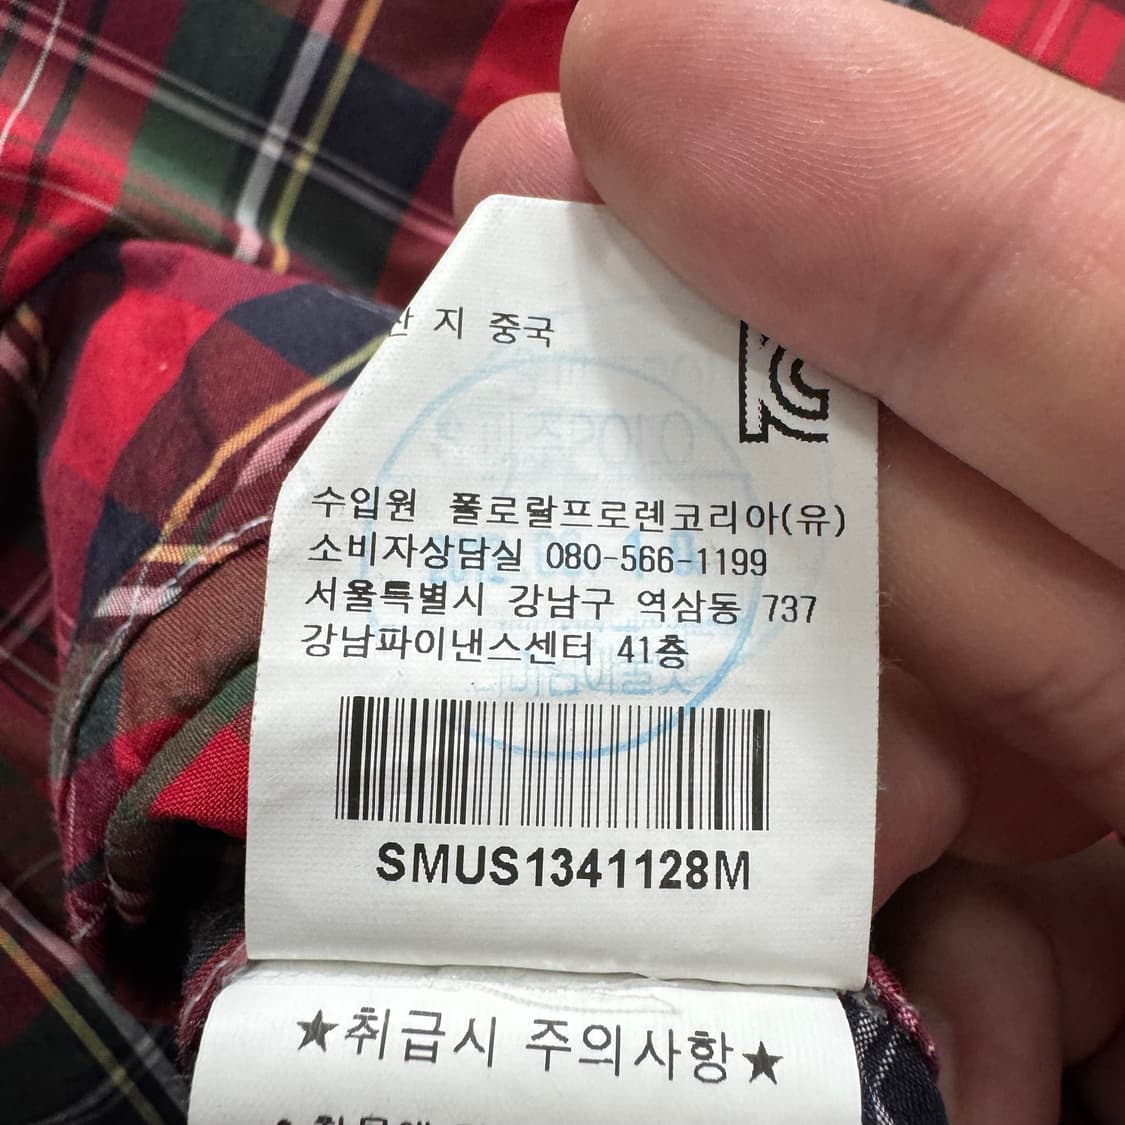 지 중국
수입원 폴로랄프로렌코리아(유)
소비자상담실 080-566-1199
서울특별시 강남구 역삼동 737
강남파이낸스센터 41층
SMUS1341128M
★취급시 주의사항★